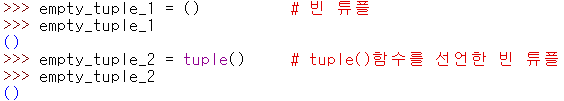 >>> empty_tuple_1 = () # 빈 튜플
>>> empty_tuple_1
()
>>> empty_tuple_2 = tuple() # tuple()함수를 선언한 빈 튜플
>>> empty_tuple_2
()